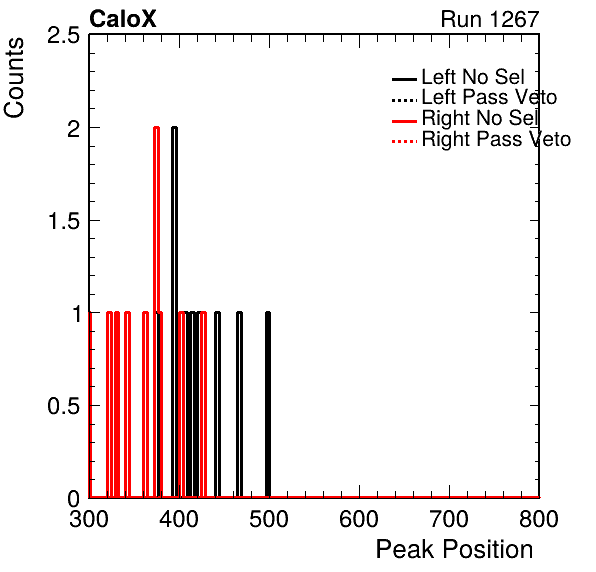 CaloX Run 1267
Counts
2.5
2
1.5
1
0.5
0
Left No Sel
Left Pass Veto
Right No Sel
Right Pass Veto
300 400 500 600 700 800
Peak Position